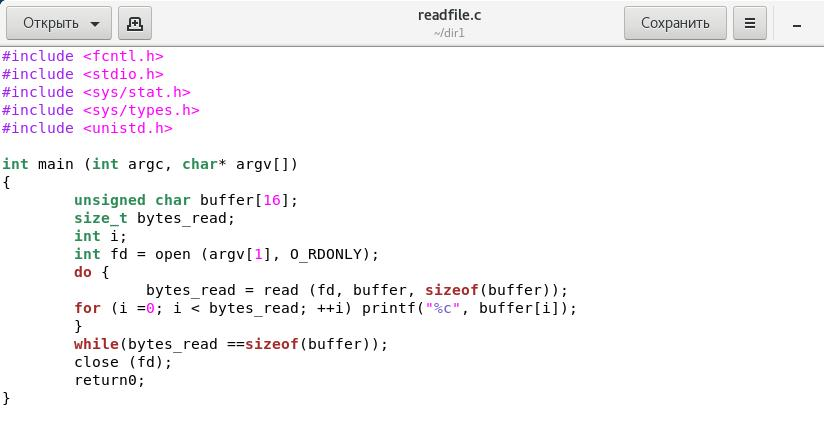 Открыть
readfile.c
~/dir1
Сохранить
#include <fcntl.h>
#include <stdio.h>
#include <sys/stat.h>
#include <sys/types.h>
#include <unistd.h>
int main (int argc, char* argv[])
{
unsigned char buffer[16];
size_t bytes_read;
int i;
int fd = open (argv[1], O_RDONLY);
do {
bytes_read = read (fd, buffer, sizeof(buffer));
for (i =0; i < bytes_read; ++i) printf("%c", buffer[i]);
}
while(bytes_read ==sizeof(buffer));
close (fd);
return0;
}